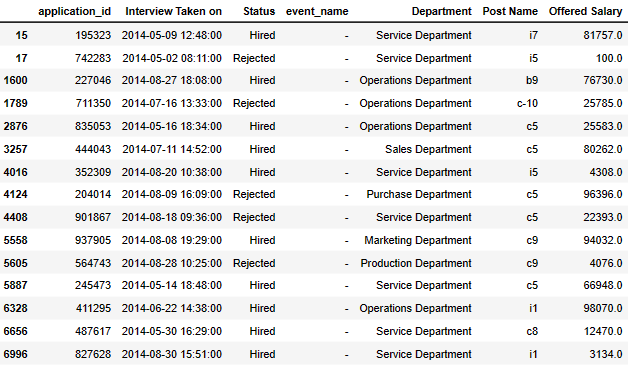 application_id Interview Taken on Status event_name Department Post Name Offered Salary
15 195323 2014-05-09 12:48:00 Hired - Service Department i7 81757.0
17 742283 2014-05-02 08:11:00 Rejected - Service Department i5 100.0
1600 227046 2014-08-27 18:08:00 Hired - Operations Department b9 76730.0
1789 711350 2014-07-16 13:33:00 Rejected - Operations Department c-10 25785.0
2876 835053 2014-05-16 18:34:00 Hired - Operations Department c5 25583.0
3257 444043 2014-07-11 14:52:00 Hired - Sales Department c5 80262.0
4016 352309 2014-08-20 10:38:00 Hired - Service Department i5 4308.0
4124 204014 2014-08-09 16:09:00 Rejected - Purchase Department c5 96396.0
4408 901867 2014-08-18 09:36:00 Rejected - Service Department c5 22393.0
5558 937905 2014-08-08 19:29:00 Hired - Marketing Department c9 94032.0
5605 564743 2014-08-28 10:25:00 Rejected - Production Department c9 4076.0
5887 245473 2014-05-14 18:48:00 Hired - Service Department c5 66948.0
6328 411295 2014-06-22 14:38:00 Hired - Operations Department i1 98070.0
6656 487617 2014-05-30 16:29:00 Hired - Service Department c8 12470.0
6996 827628 2014-08-30 15:51:00 Hired - Service Department i1 3134.0